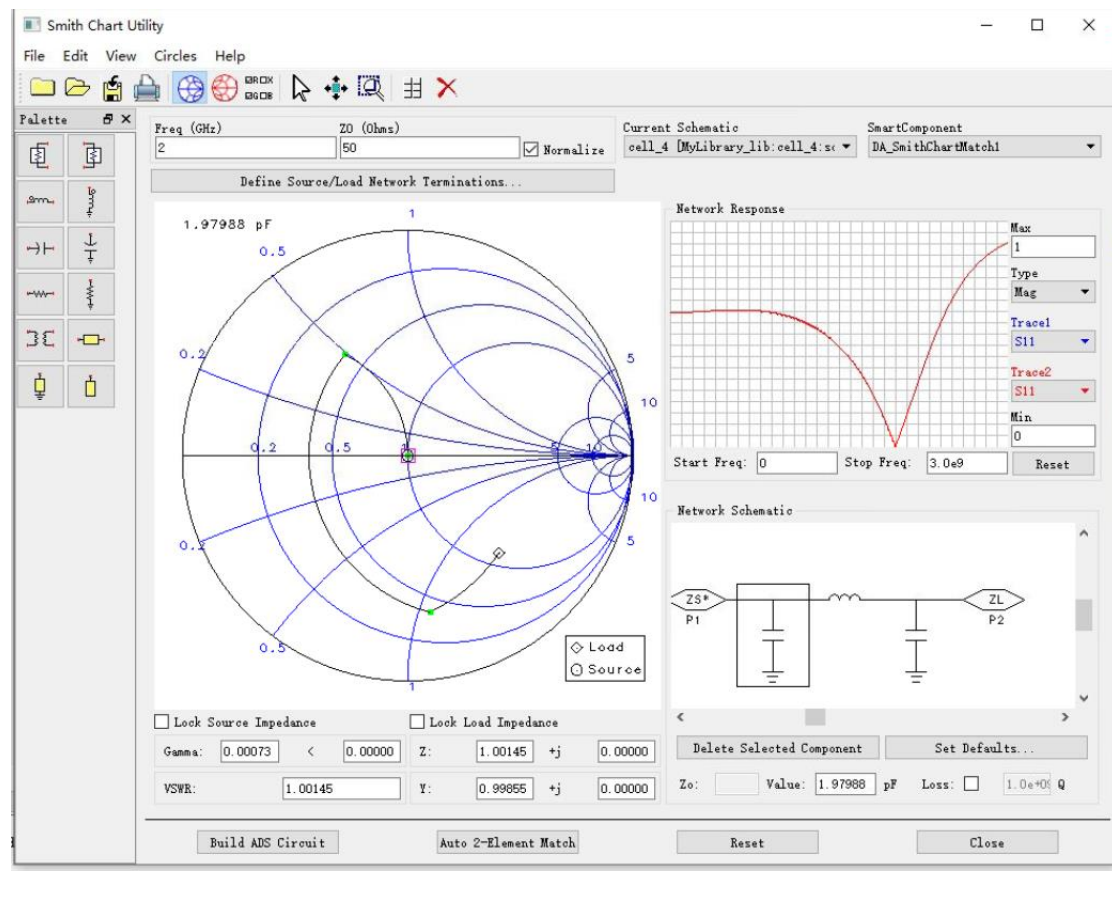 Smith Chart Utility
File Edit View Circles Help
Palette
Freq (GHz)
Z0 (Ohms)
2
50
Normalize
Current Schematic
cell_4 [MyLibrary_lib:cell_4:sc
SmartComponent
DA_SmithChartMatch1
Define Source/Load Network Terminations...
1.97988 pF
1
0.5
0.2
5
10
0.2 0.5 1 5 10
10
5
0.2
0.5
1
Load
Source
Network Response
Max
1
Type
Mag
Trace1
S11
Trace2
S11
Min
0
Start Freq: 0 Stop Freq: 3.0e9 Reset
Network Schematic
ZS*
P1
ZL
P2
Lock Source Impedance
Lock Load Impedance
Gamma: 0.00073 < 0.00000 Z: 1.00145 +j 0.00000
VSWR: 1.00145 Y: 0.99855 +j 0.00000
Delete Selected Component
Set Defaults...
Zo: Value: 1.97988 pF Loss: Q
Build ADS Circuit
Auto 2-Element Match
Reset
Close